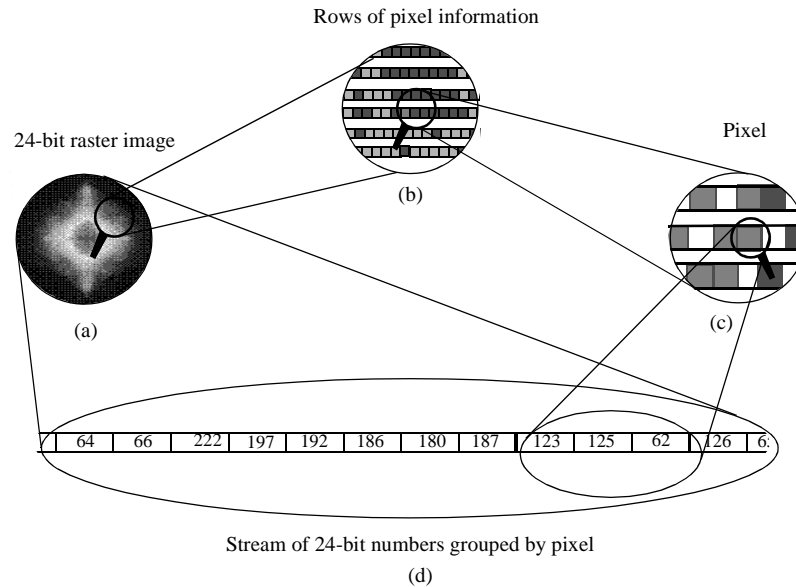 Rows of pixel information
24-bit raster image
Pixel
(b)
(a)
(c)
64 66 222 197 192 186 180 187 123 125 62 126
Stream of 24-bit numbers grouped by pixel
(d)